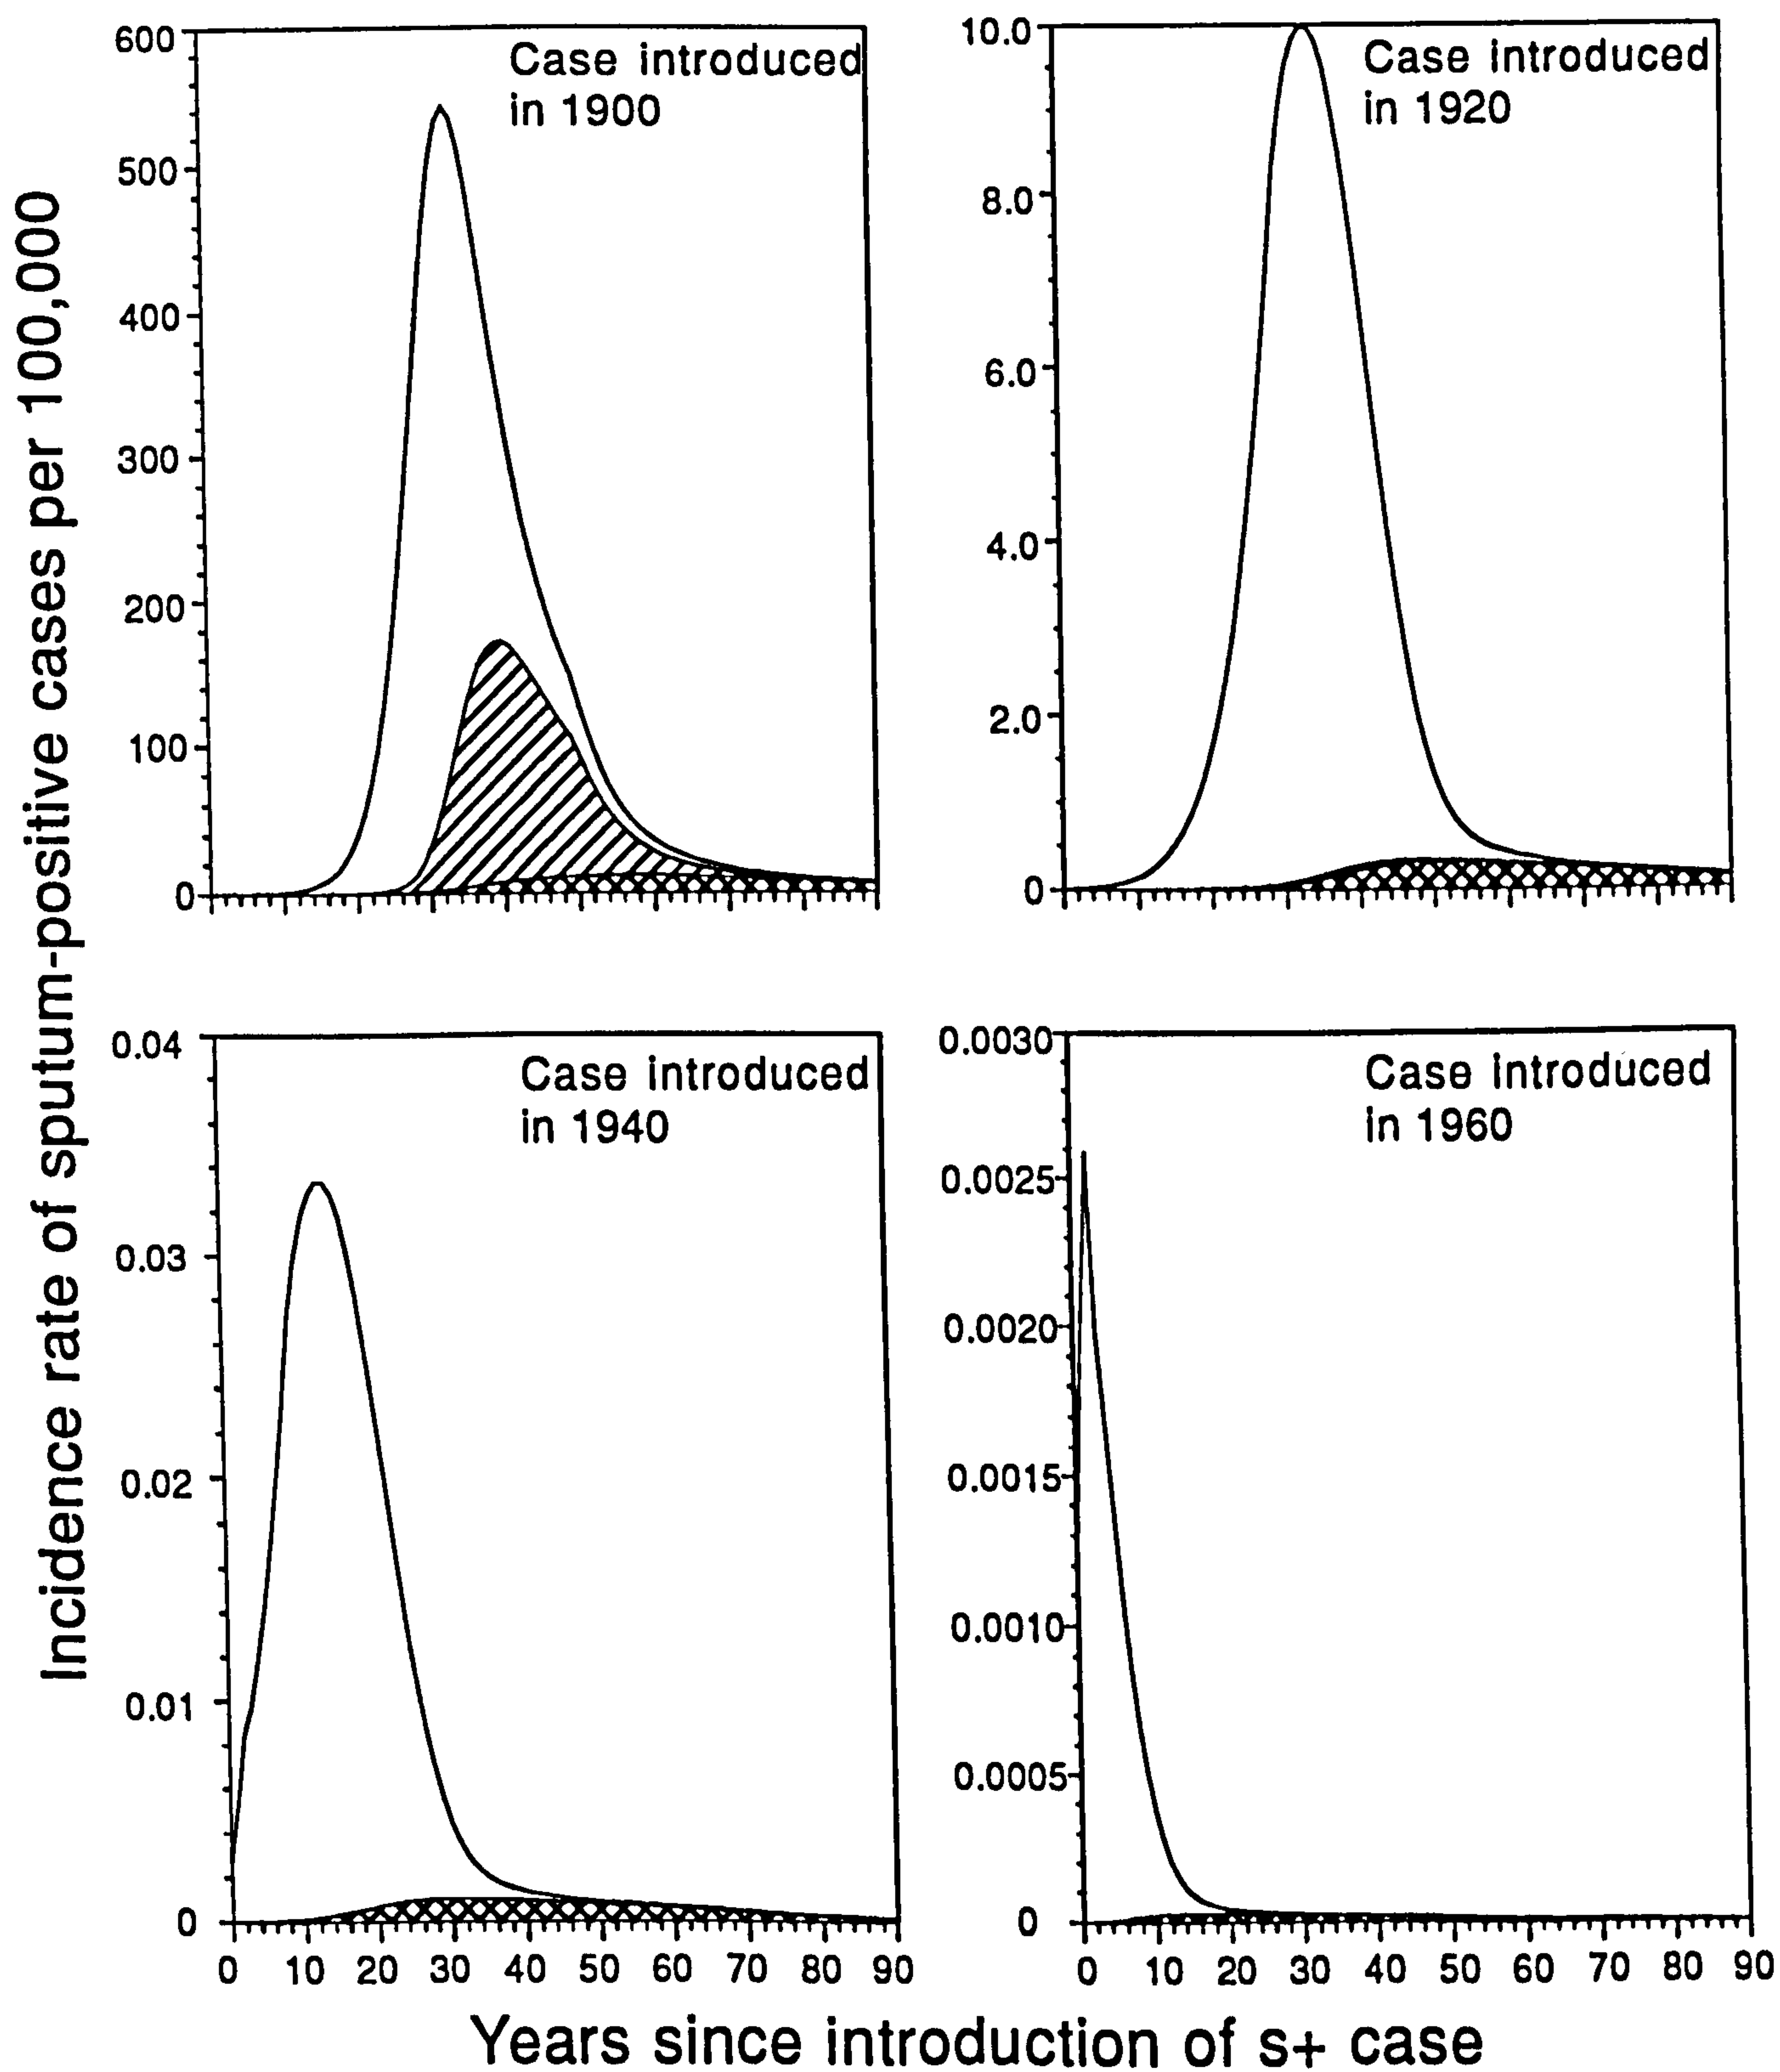 Incidence rate of sputum-positive cases per 100,000
Case introduced
in 1900
600
500
400
300
200
100
0
Case introduced
in 1920
10.0
8.0
6.0
4.0
2.0
0
Case introduced
in 1940
0.04
0.03
0.02
0.01
0
0 10 20 30 40 50 60 70 80 90
Case introduced
in 1960
0.0030
0.0025
0.0020
0.0015
0.0010
0.0005
0
0 10 20 30 40 50 60 70 80 90
Years since introduction of s+ case